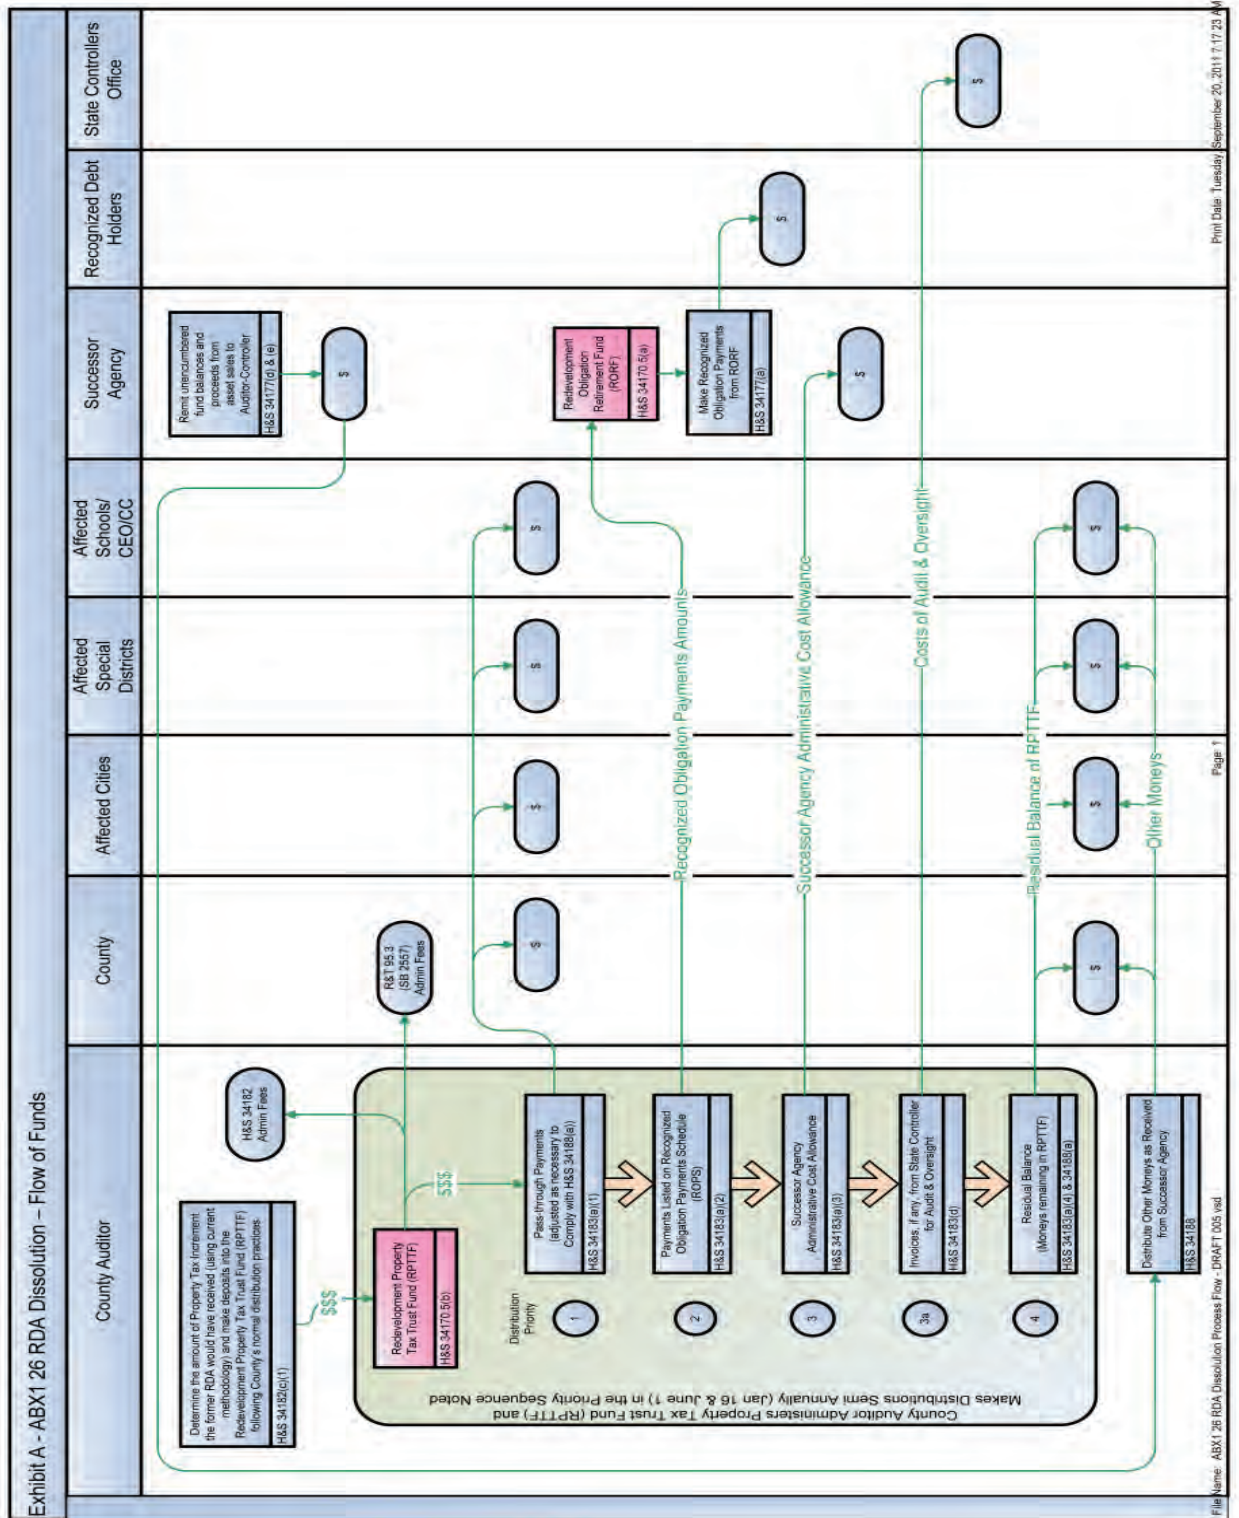 Exhibit A - ABX1 26 RDA Dissolution – Flow of Funds
County Auditor
County
Affected Cities
Affected
Special
Districts
Affected
Schools/
CEO/CC
Successor
Agency
Recognized Debt
Holders
State Controllers
Office
Determine the amount of Property Tax Increment
the former RDA would have received (using current
methodology) and make deposits into the
Redevelopment Property Tax Trust Fund (RPTTF)
following County's normal distribution practices.
H&S 34182(c)(1)
H&S 34182
Admin Fees
Remit unencumbered
fund balances and
proceeds from
asset sales to
Auditor-Controller
H&S 34177(d) & (e)
$
$$$
Redevelopment Property
Tax Trust Fund (RPTTF)
H&S 34170.5(b)
R&T 95.3
(SB 2557)
Admin Fees
$$$
County Auditor Administers Property Tax Trust Fund (RPTTF) and
Makes Distributions Semi Annually (Jan 16 & June 1) in the Priority Sequence Noted
Distribution
Priority
1
Pass-through Payments
(adjusted as necessary to
Comply with H&S 34188(a))
H&S 34183(a)(1)
$
$
$
$
2
Payments Listed on Recognized
Obligation Payments Schedule
(ROPS)
H&S 34183(a)(2)
Recognized Obligation Payments Amounts
Redevelopment
Obligation
Retirement Fund
(RORF)
H&S 34170.5(a)
Make Recognized
Obligation Payments
from RORF
H&S 34177(a)
$
3
Successor Agency
Administrative Cost Allowance
H&S 34183(a)(3)
Successor Agency Administrative Cost Allowance
$
3a
Invoices, if any, from State Controller
for Audit & Oversight
H&S 34183(d)
Costs of Audit & Oversight
$
4
Residual Balance
(Moneys remaining in RPTTF)
H&S 34183(a)(4) & 34188(a)
Residual Balance of RPTTF
$
$
$
$
Distribute Other Moneys as Received
from Successor Agency
H&S 34188
Other Moneys
File Name: ABX1 26 RDA Dissolution Process Flow - DRAFT 005.vsd
Page: 1
Print Date: Tuesday, September 20, 2011 7:17:23 AM